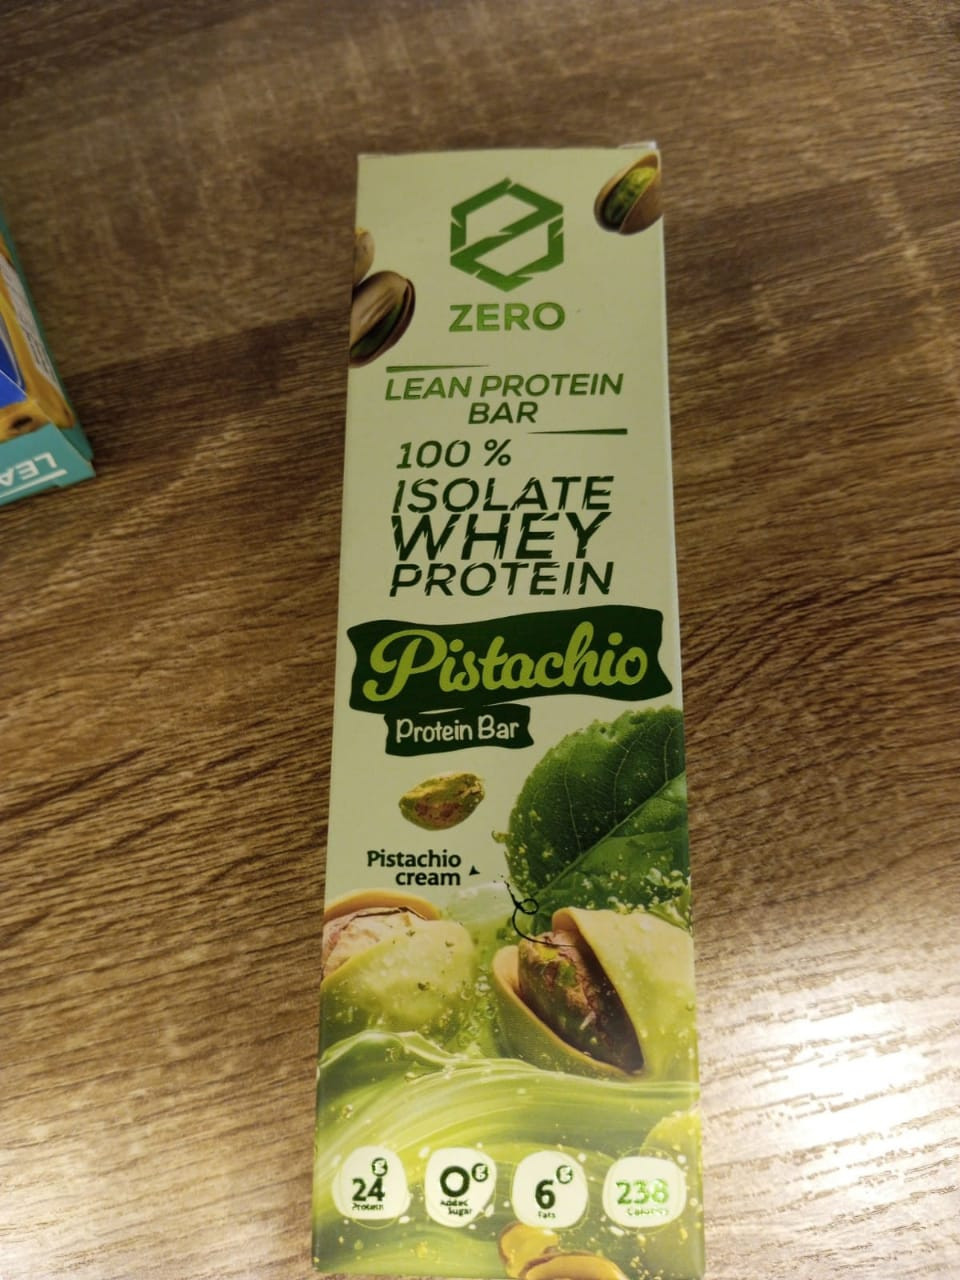 ZERO
LEAN PROTEIN
BAR
100 %
ISOLATE
WHEY
PROTEIN
Pistachio
Protein Bar
Pistachio
cream
g g g
24 0 6 238
Protein Added Sugar Fats Calories
LEA